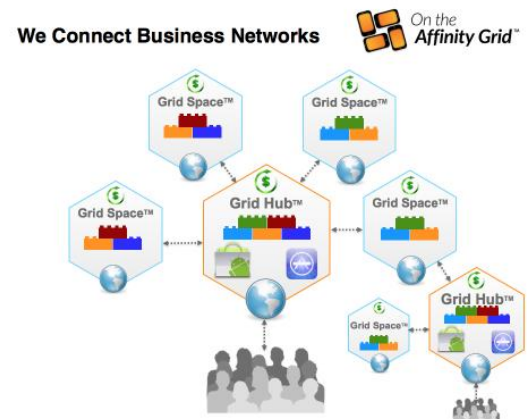 We Connect Business Networks
On the
Affinity Grid™
Grid Space™
Grid Space™
Grid Hub™
Grid Space™
Grid Space™
Grid Hub™
Grid Space™